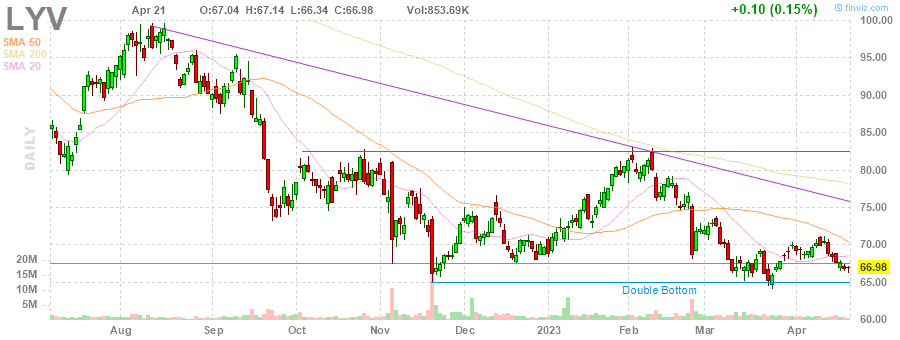 LYV
Apr 21 O:67.04 H:67.14 L:66.34 C:66.98 Vol:853.69K +0.10 (0.15%)
© finviz.com
SMA 50
SMA 200
SMA 20
DAILY
100.00
95.00
90.00
85.00
80.00
75.00
70.00
66.98
65.00
60.00
20M
15M
10M
5M
Double Bottom
Aug Sep Oct Nov Dec 2023 Feb Mar Apr